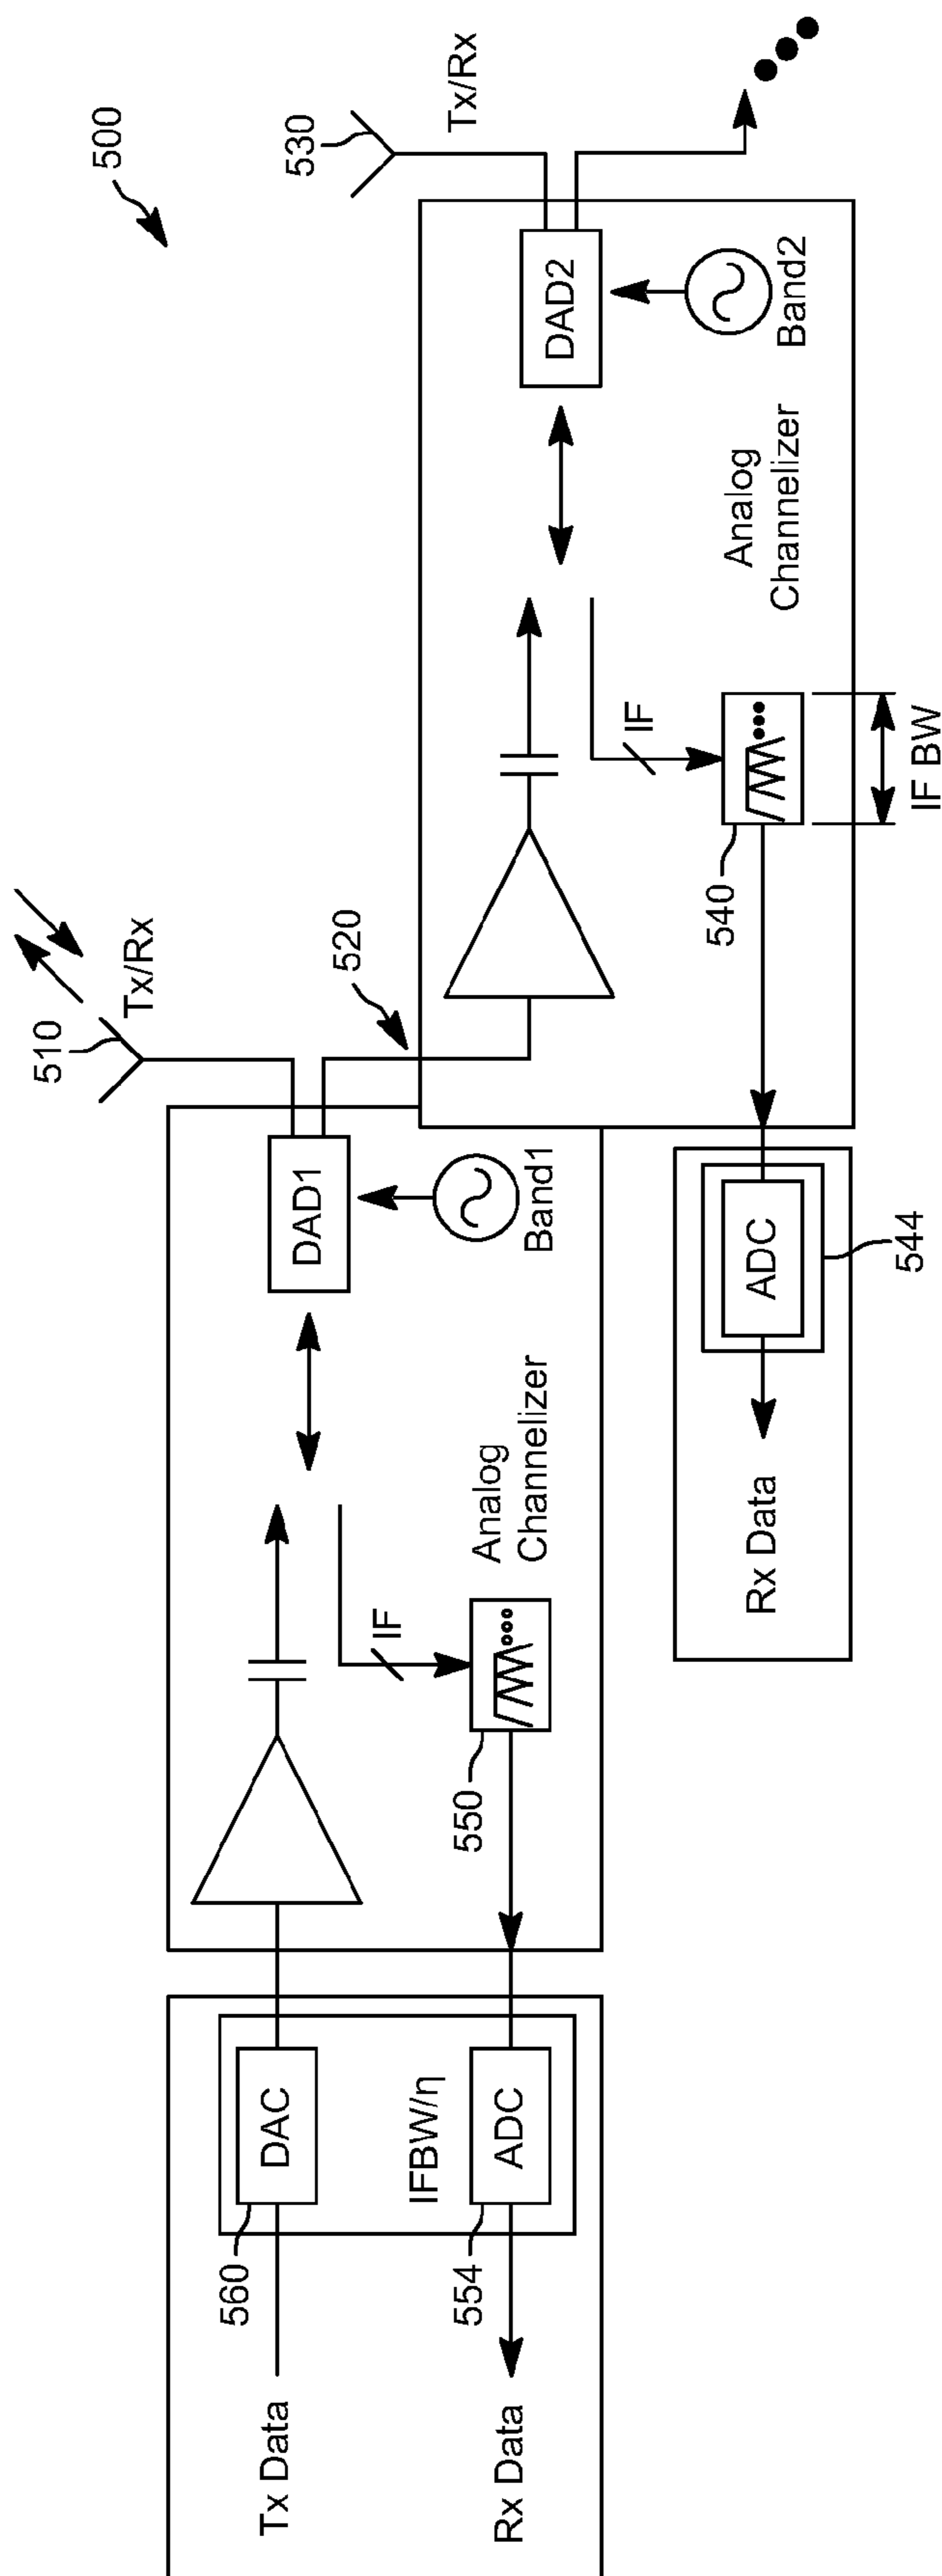 500
510
Tx/Rx
530
Tx/Rx
520
Tx Data
560
DAC
IFBW/η
554
ADC
Rx Data
DAD1
Band1
IF
550
Analog
Channelizer
DAD2
Band2
IF
540
Analog
Channelizer
IF BW
Rx Data
ADC
544